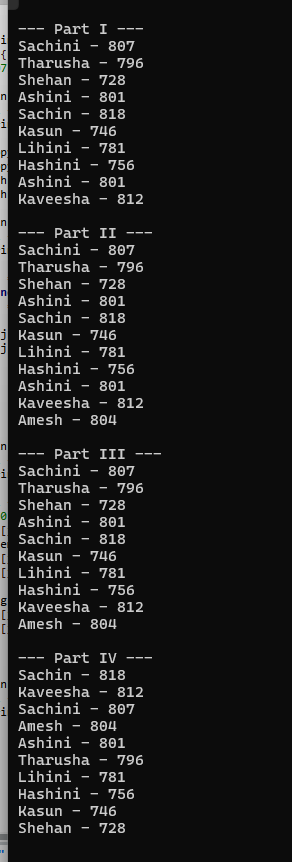 --- Part I ---
Sachini - 807
Tharusha - 796
Shehan - 728
Ashini - 801
Sachin - 818
Kasun - 746
Lihini - 781
Hashini - 756
Ashini - 801
Kaveesha - 812
--- Part II ---
Sachini - 807
Tharusha - 796
Shehan - 728
Ashini - 801
Sachin - 818
Kasun - 746
Lihini - 781
Hashini - 756
Ashini - 801
Kaveesha - 812
Amesh - 804
--- Part III ---
Sachini - 807
Tharusha - 796
Shehan - 728
Ashini - 801
Sachin - 818
Kasun - 746
Lihini - 781
Hashini - 756
Kaveesha - 812
Amesh - 804
--- Part IV ---
Sachin - 818
Kaveesha - 812
Sachini - 807
Amesh - 804
Ashini - 801
Tharusha - 796
Lihini - 781
Hashini - 756
Kasun - 746
Shehan - 728